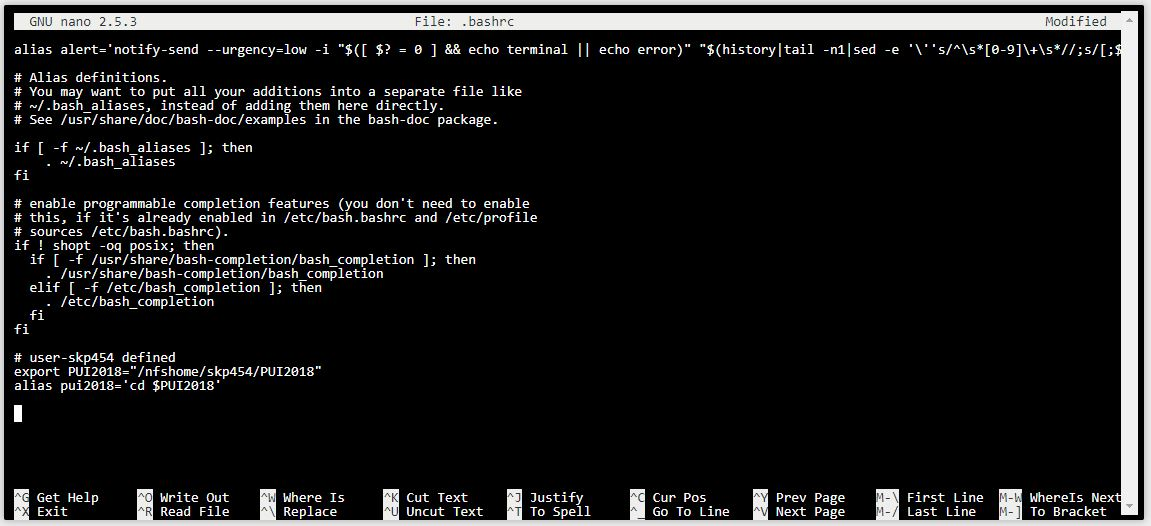 GNU nano 2.5.3 File: .bashrc Modified
alias alert='notify-send --urgency=low -i "$([ $? = 0 ] && echo terminal || echo error)" "$(history|tail -n1|sed -e '\''s/^\s*[0-9]\+\s*//;s/[;$
# Alias definitions.
# You may want to put all your additions into a separate file like
# ~/.bash_aliases, instead of adding them here directly.
# See /usr/share/doc/bash-doc/examples in the bash-doc package.
if [ -f ~/.bash_aliases ]; then
    . ~/.bash_aliases
fi
# enable programmable completion features (you don't need to enable
# this, if it's already enabled in /etc/bash.bashrc and /etc/profile
# sources /etc/bash.bashrc).
if ! shopt -oq posix; then
  if [ -f /usr/share/bash-completion/bash_completion ]; then
    . /usr/share/bash-completion/bash_completion
  elif [ -f /etc/bash_completion ]; then
    . /etc/bash_completion
  fi
fi
# user-skp454 defined
export PUI2018="/nfshome/skp454/PUI2018"
alias pui2018='cd $PUI2018'
^G Get Help ^O Write Out ^W Where Is ^K Cut Text ^J Justify ^C Cur Pos ^Y Prev Page M-\ First Line M-W WhereIs Next
^X Exit ^R Read File ^\ Replace ^U Uncut Text ^T To Spell ^_ Go To Line ^V Next Page M-/ Last Line M-] To Bracket